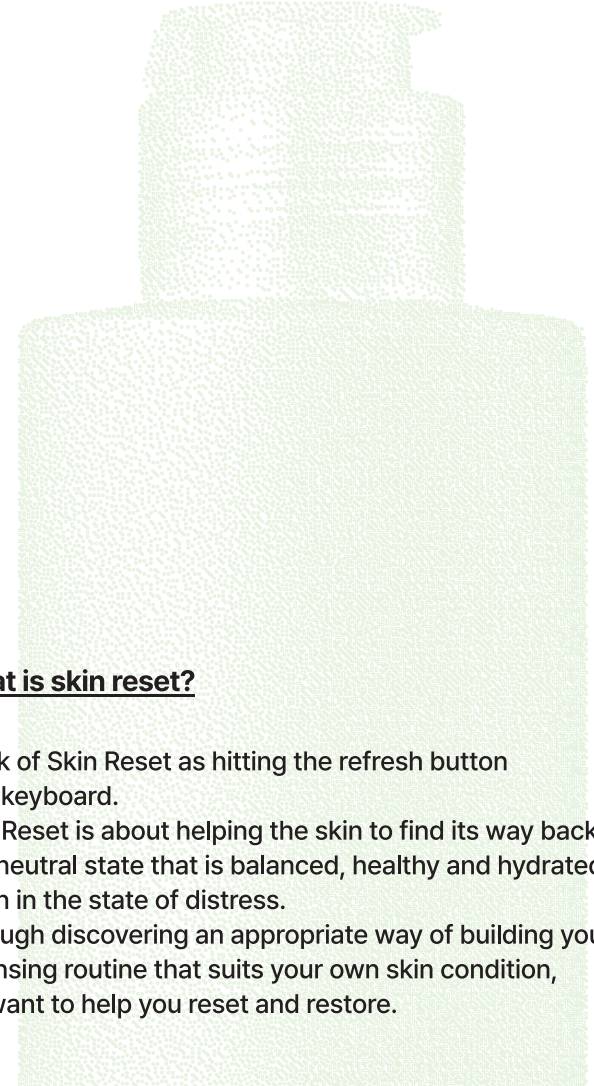 at is skin reset?
k of Skin Reset as hitting the refresh button
keyboard.
Reset is about helping the skin to find its way back
neutral state that is balanced, healthy and hydrated
n in the state of distress.
ugh discovering an appropriate way of building you
nsing routine that suits your own skin condition,
want to help you reset and restore.